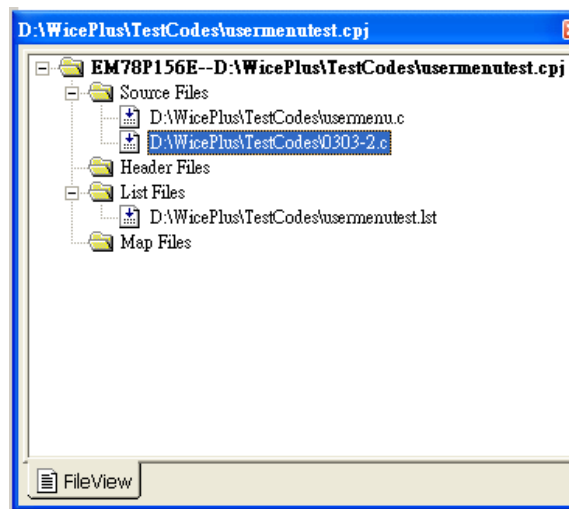 D:\WicePlus\TestCodes\usermenutest.cpj
EM78P156E--D:\WicePlus\TestCodes\usermenutest.cpj
Source Files
D:\WicePlus\TestCodes\usermenu.c
D:\WicePlus\TestCodes\0303-2.c
Header Files
List Files
D:\WicePlus\TestCodes\usermenutest.lst
Map Files
FileView